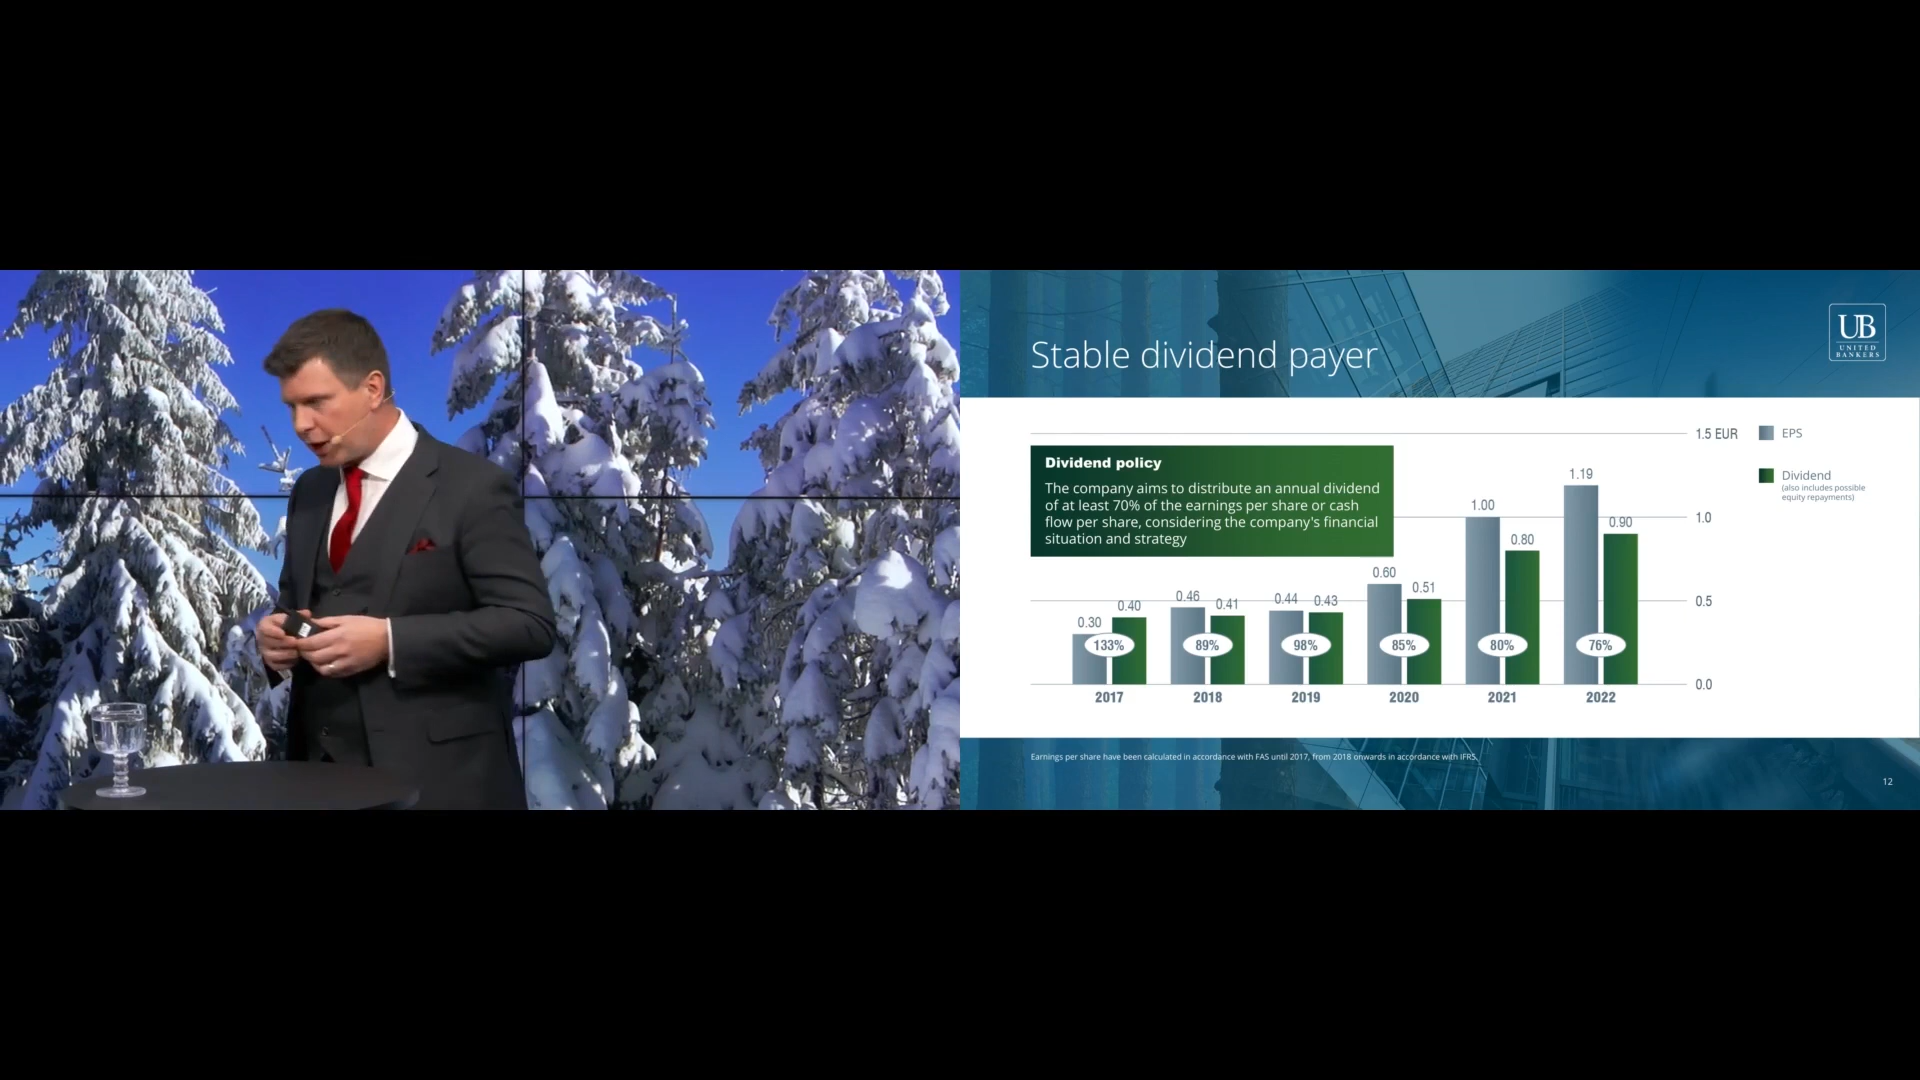 Stable dividend payer
UB
UNITED
BANKERS
1.5 EUR
EPS
Dividend policy
The company aims to distribute an annual dividend
of at least 70% of the earnings per share or cash
flow per share, considering the company's financial
situation and strategy
Dividend
(also includes possible
equity repayments)
1.19
1.00
1.0
0.90
0.80
0.60
0.51
0.5
0.46
0.41
0.44
0.43
0.40
0.30
133%
89%
98%
85%
80%
76%
0.0
2017
2018
2019
2020
2021
2022
Earnings per share have been calculated in accordance with FAS until 2017, from 2018 onwards in accordance with IFRS.
12